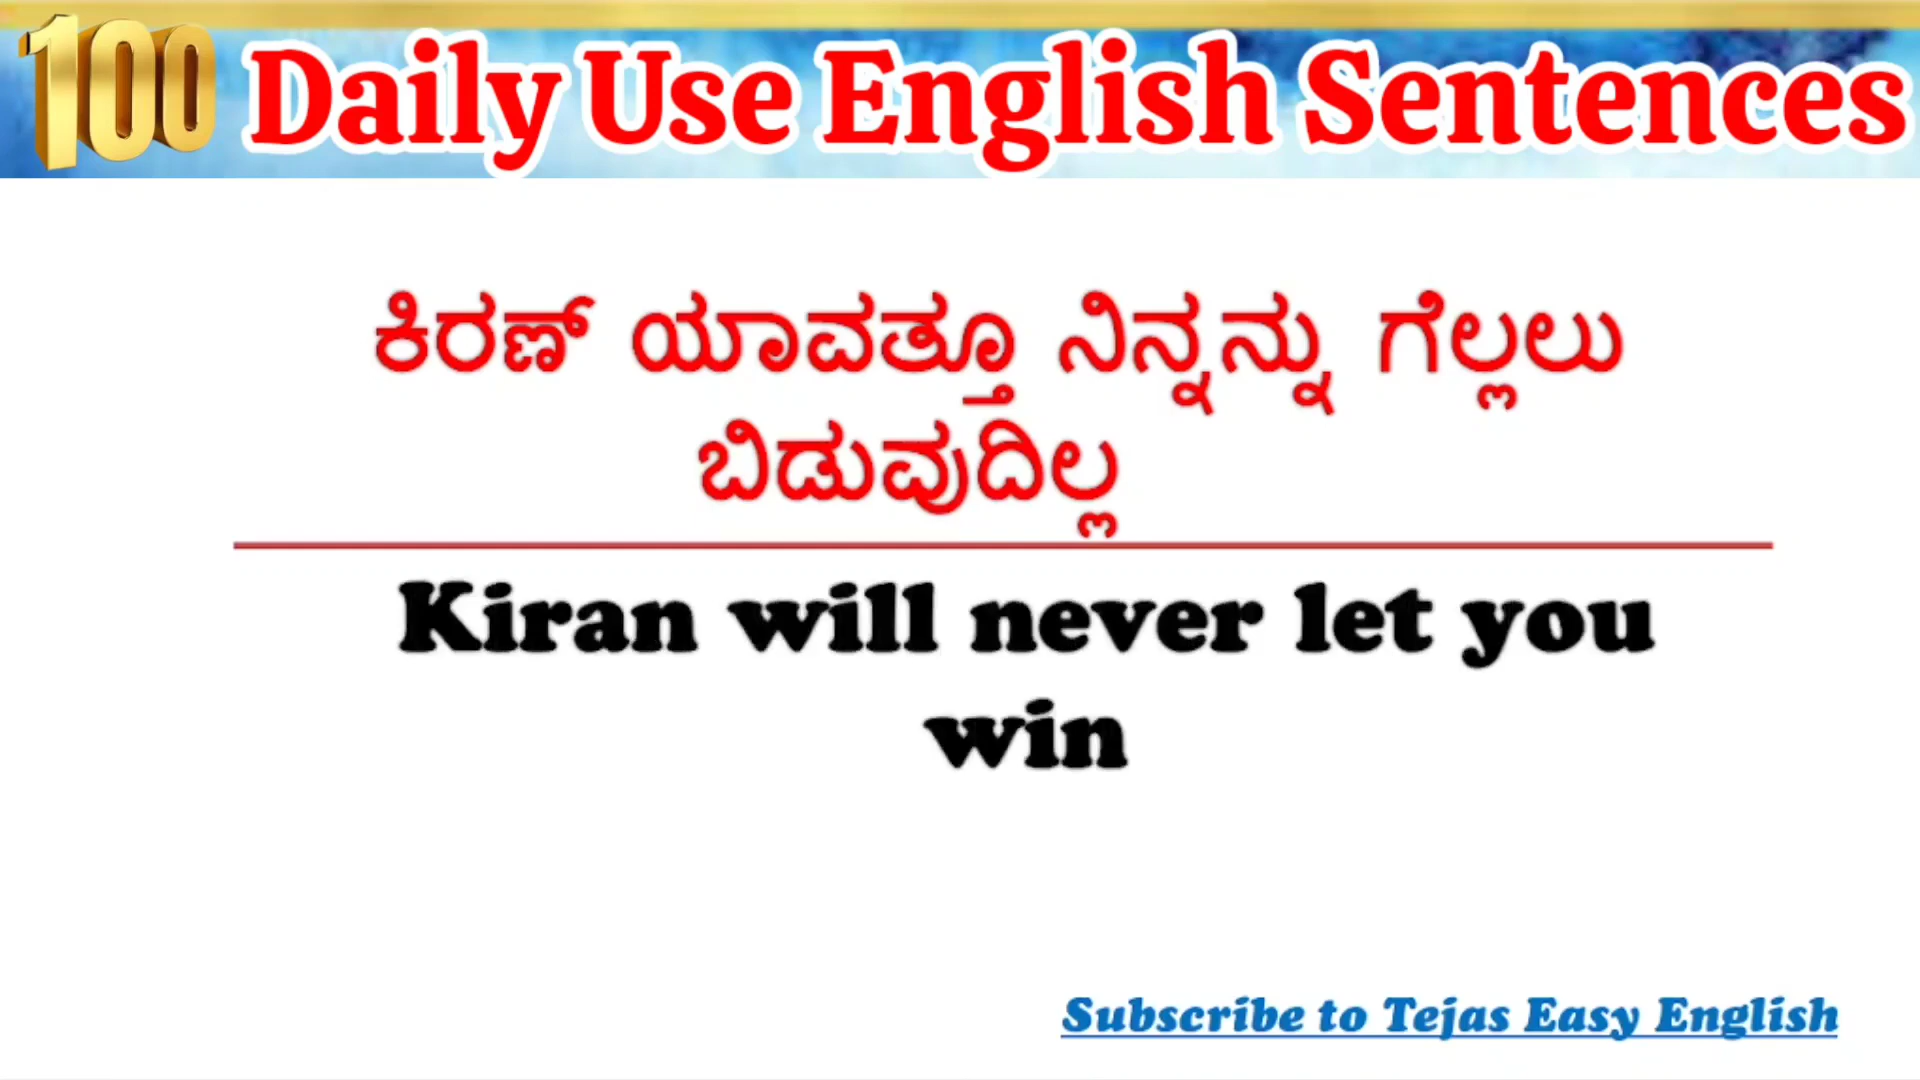 100 Daily Use English Sentences
ಕಿರಣ್ ಯಾವತ್ತೂ ನಿನ್ನನ್ನು ಗೆಲ್ಲಲು
ಬಿಡುವುದಿಲ್ಲ
Kiran will never let you
win
Subscribe to Tejas Easy English